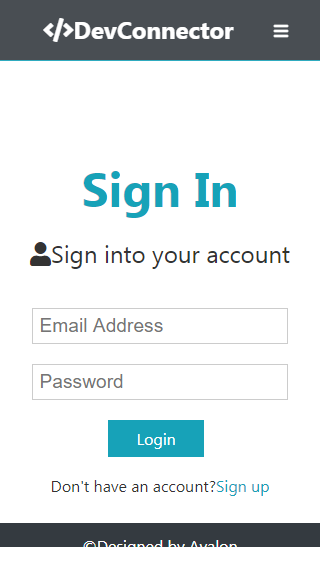 </>DevConnector
Sign In
Sign into your account
Email Address
Password
Login
Don't have an account?Sign up
©Designed by Avalon